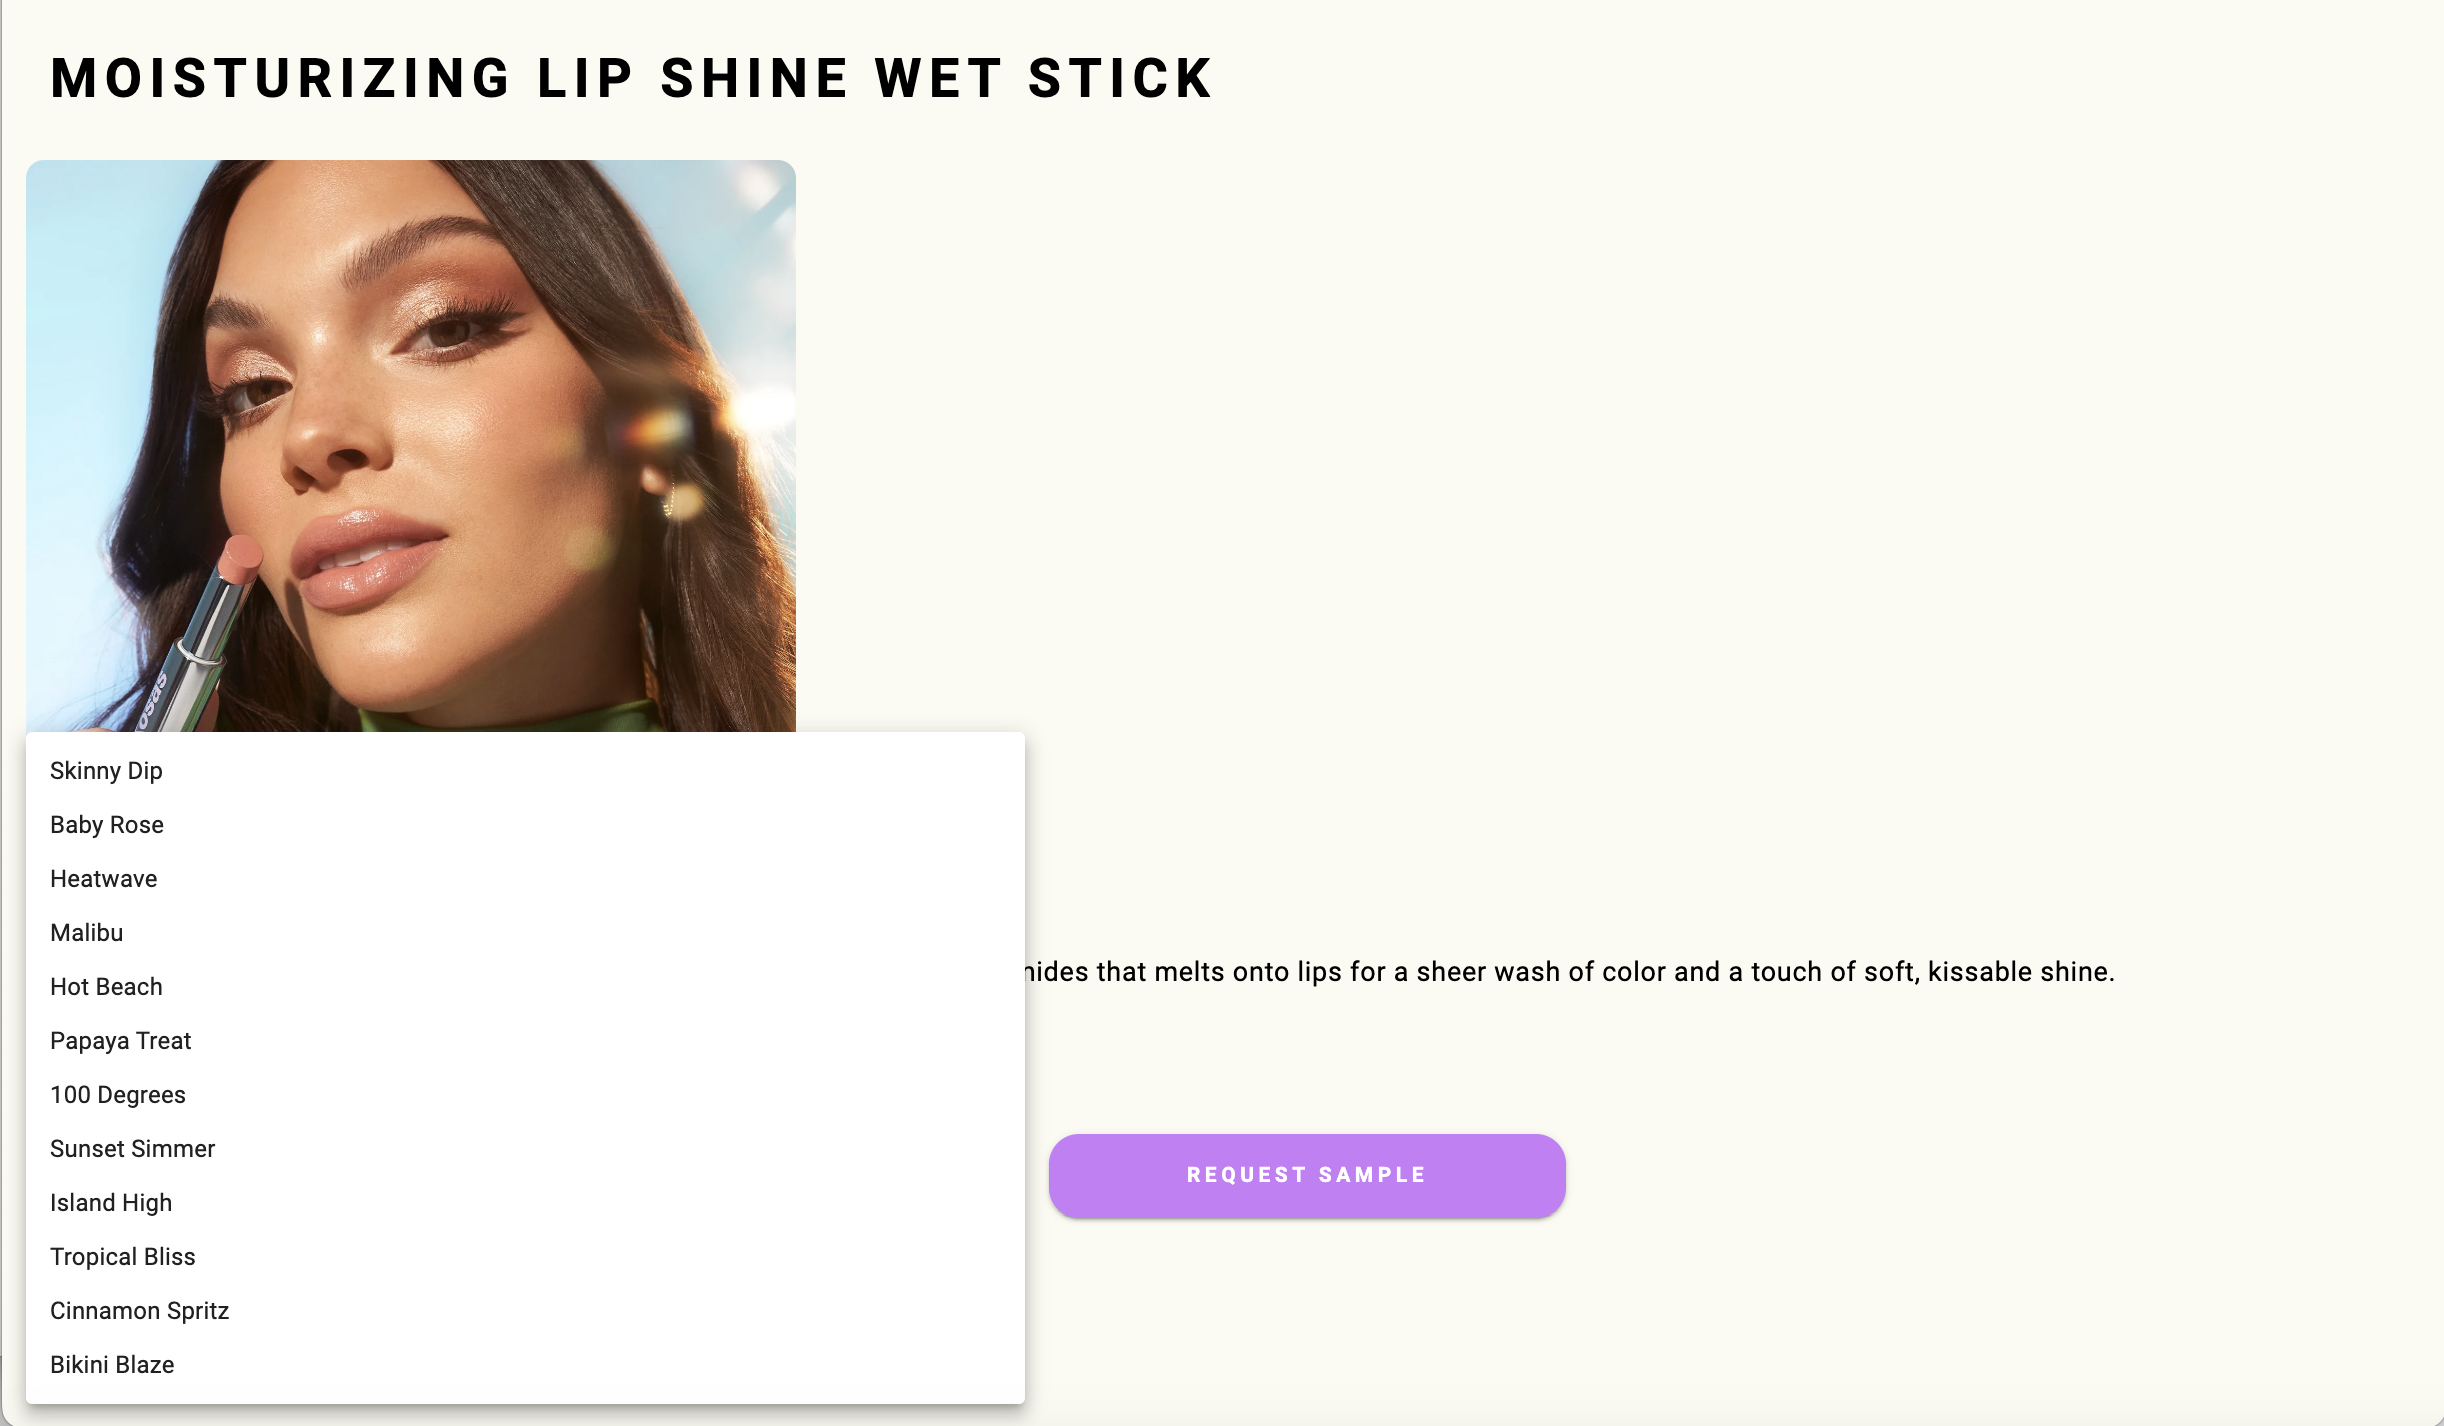 MOISTURIZING LIP SHINE WET STICK
Skinny Dip
Baby Rose
Heatwave
Malibu
Hot Beach
that melts onto lips for a sheer wash of color and a touch of soft, kissable shine.
Papaya Treat
100 Degrees
Sunset Simmer
REQUEST SAMPLE
Island High
Tropical Bliss
Cinnamon Spritz
Bikini Blaze